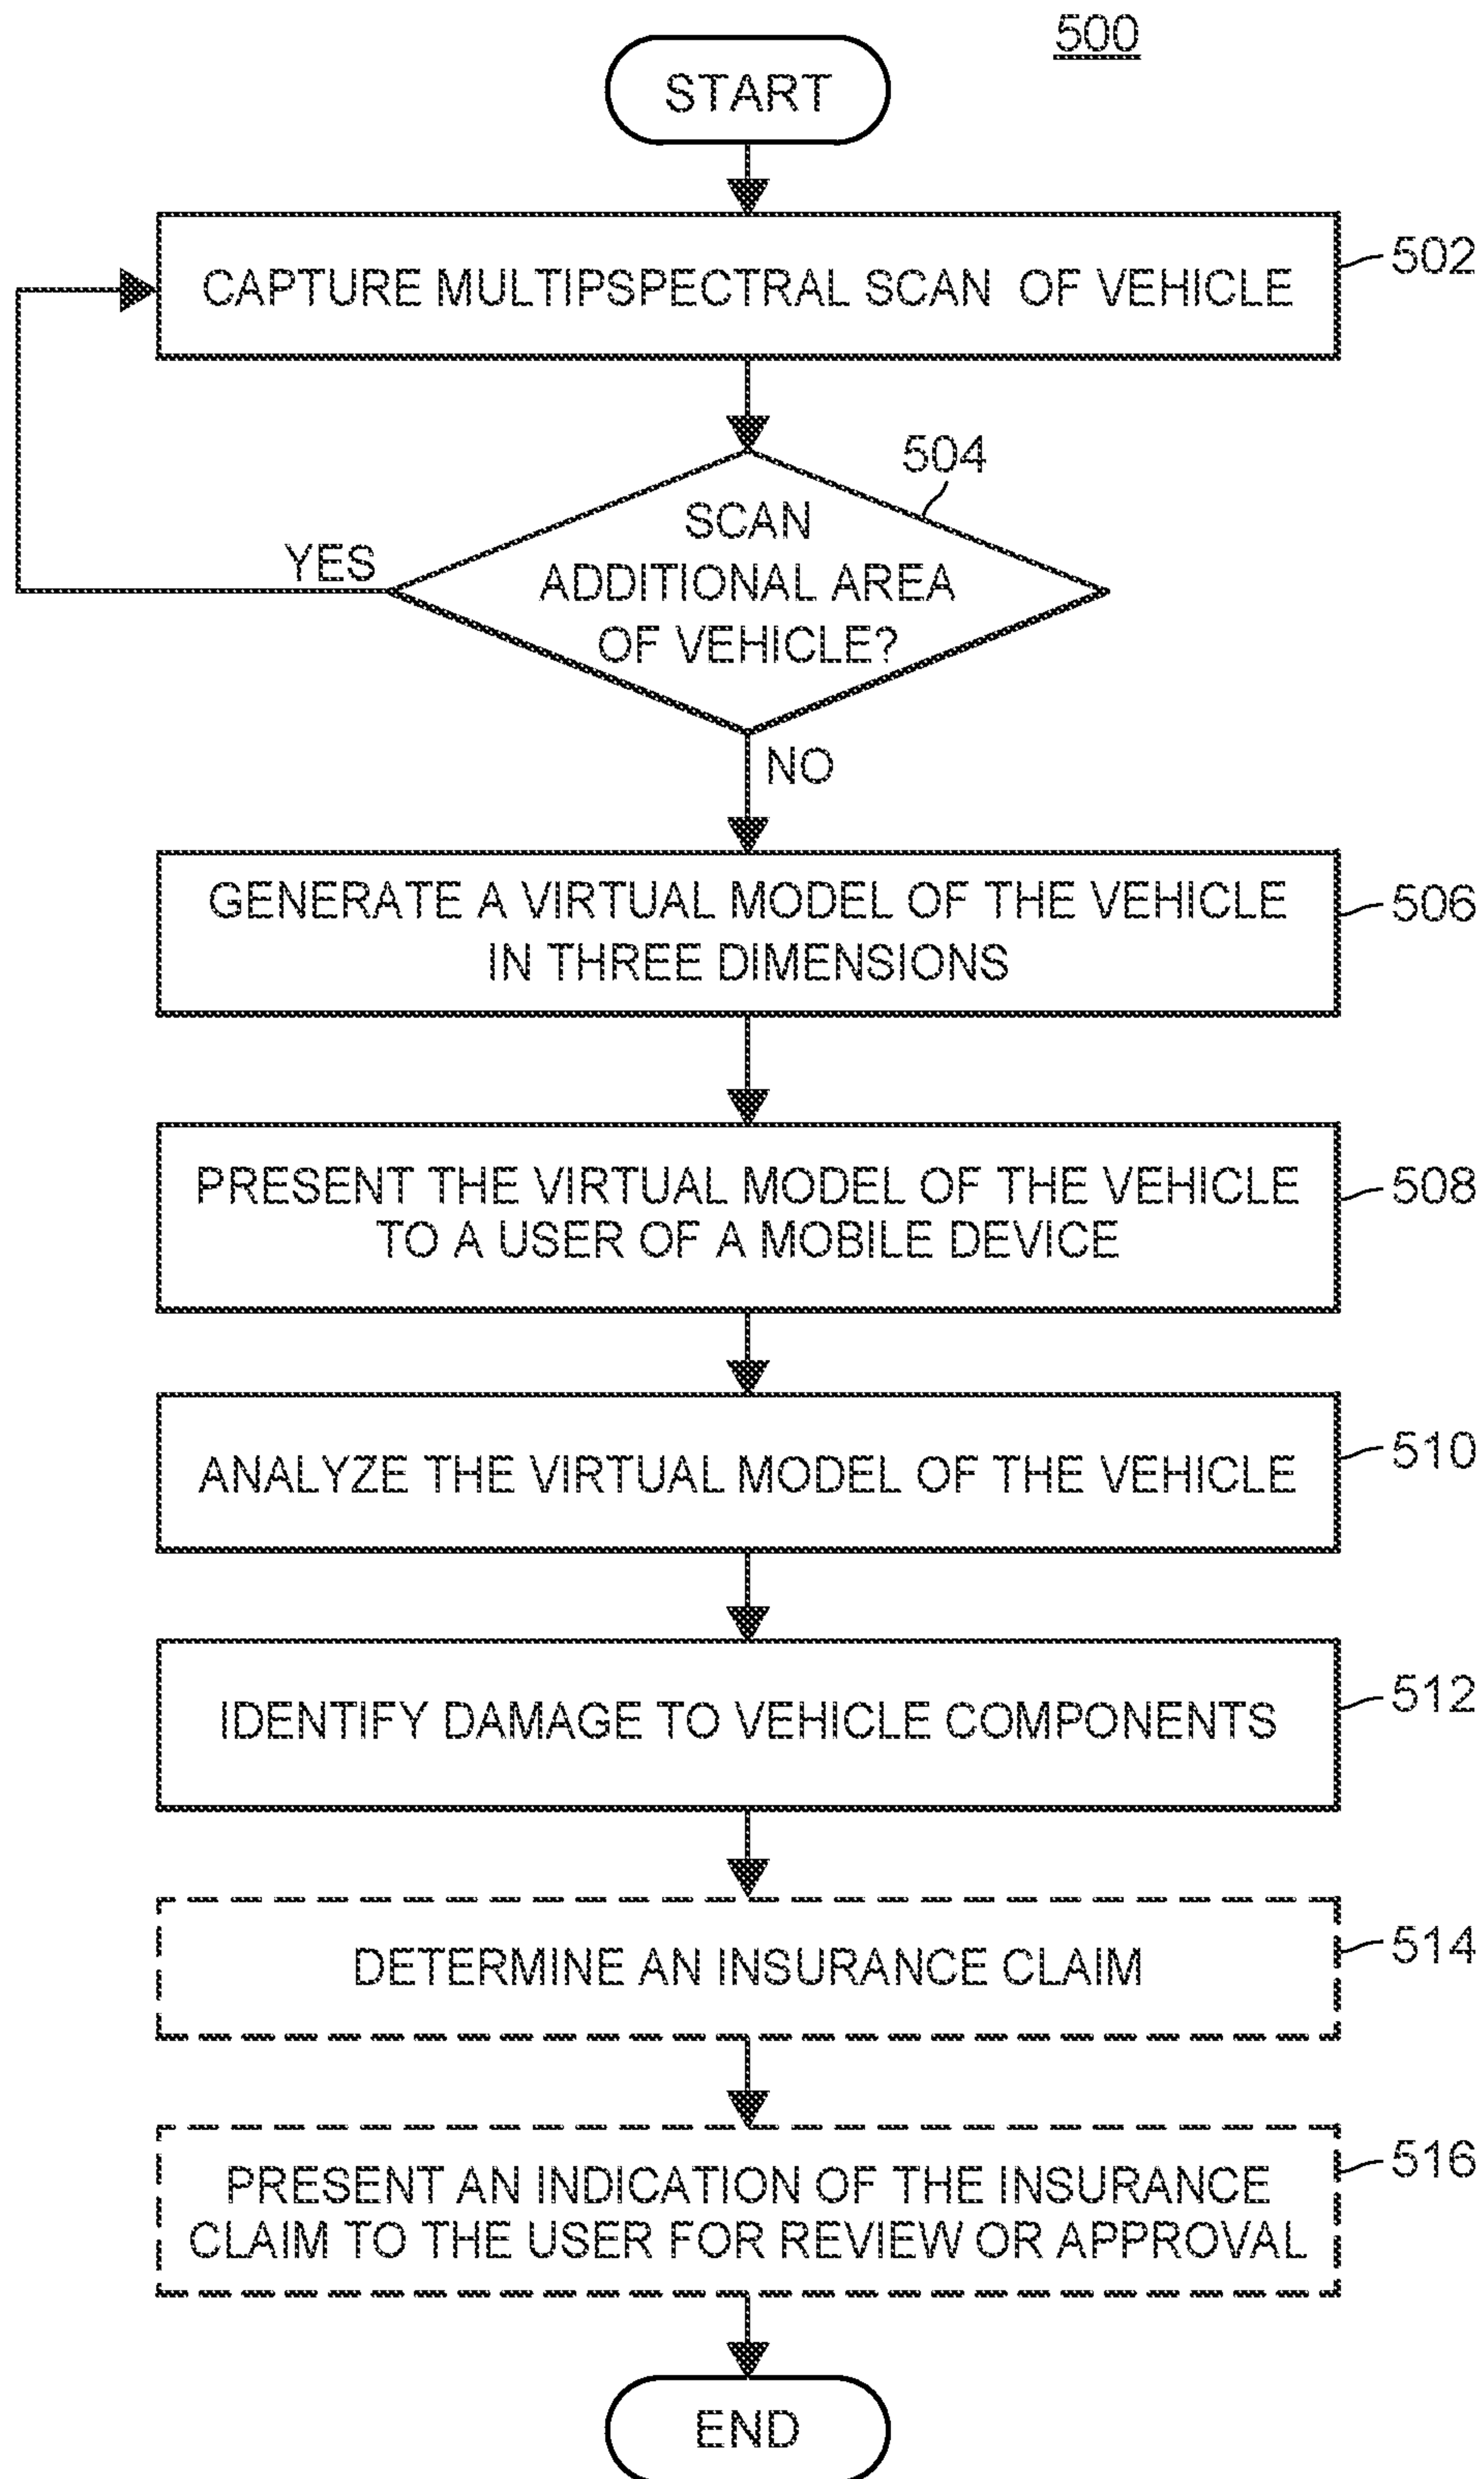 500
START
CAPTURE MULTIPSPECTRAL SCAN OF VEHICLE
502
504
SCAN
ADDITIONAL AREA
OF VEHICLE?
YES
NO
GENERATE A VIRTUAL MODEL OF THE VEHICLE
IN THREE DIMENSIONS
506
PRESENT THE VIRTUAL MODEL OF THE VEHICLE
TO A USER OF A MOBILE DEVICE
508
ANALYZE THE VIRTUAL MODEL OF THE VEHICLE
510
IDENTIFY DAMAGE TO VEHICLE COMPONENTS
512
DETERMINE AN INSURANCE CLAIM
514
PRESENT AN INDICATION OF THE INSURANCE
CLAIM TO THE USER FOR REVIEW OR APPROVAL
516
END